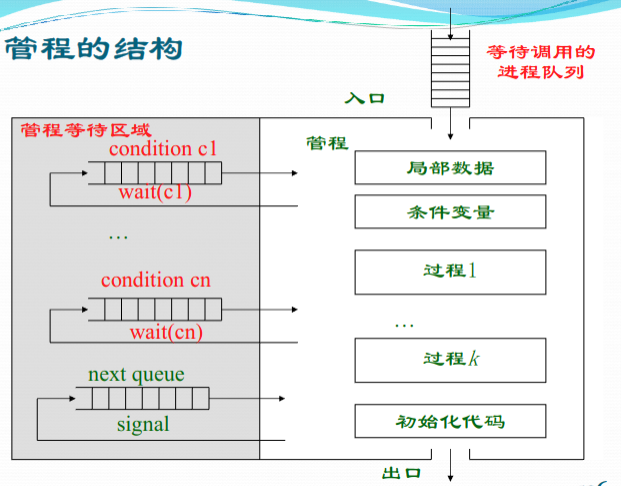 管程的结构
等待调用的
进程队列
入口
管程等待区域
condition c1
wait(c1)
…
condition cn
wait(cn)
next queue
signal
管程
局部数据
条件变量
过程1
…
过程k
初始化代码
出口